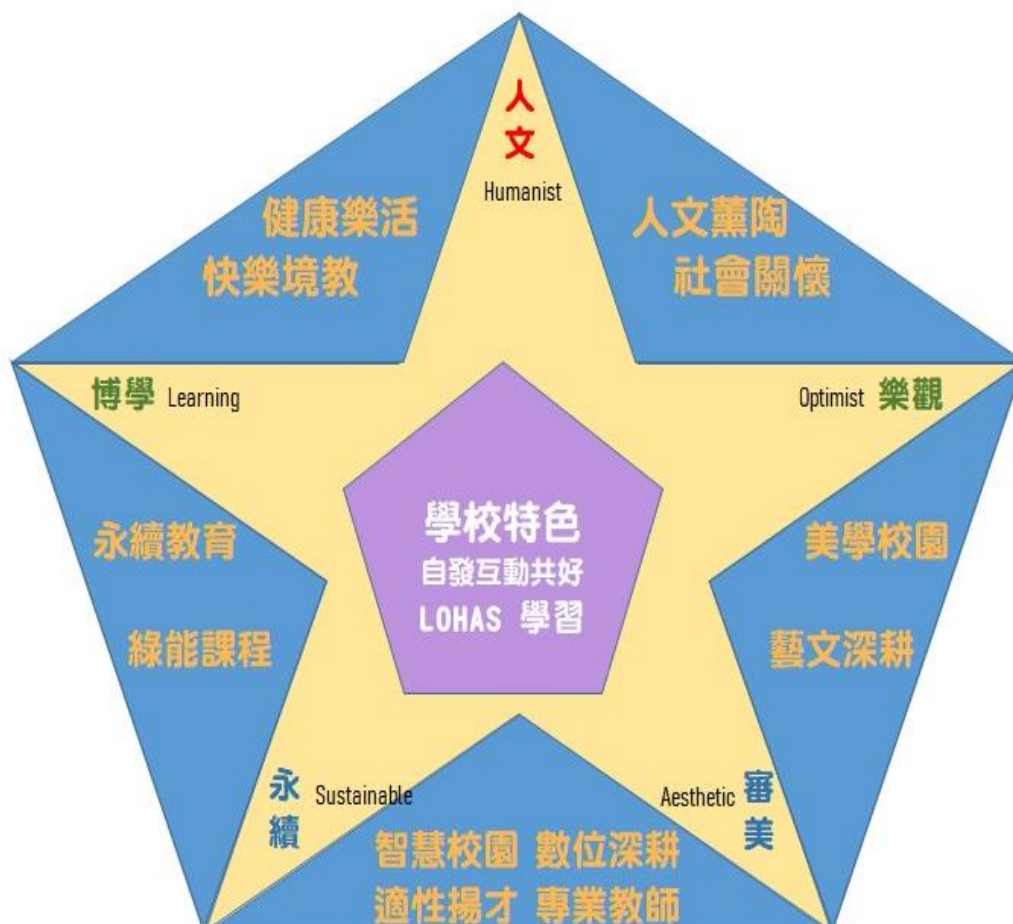 人文
Humanist
健康樂活
快樂境教
人文薰陶
社會關懷
博學 Learning
Optimist 樂觀
學校特色
自發互動共好
LOHAS 學習
永續教育
綠能課程
美學校園
藝文深耕
永續 Sustainable
Aesthetic 審美
智慧校園 數位深耕
適性揚才 專業教師